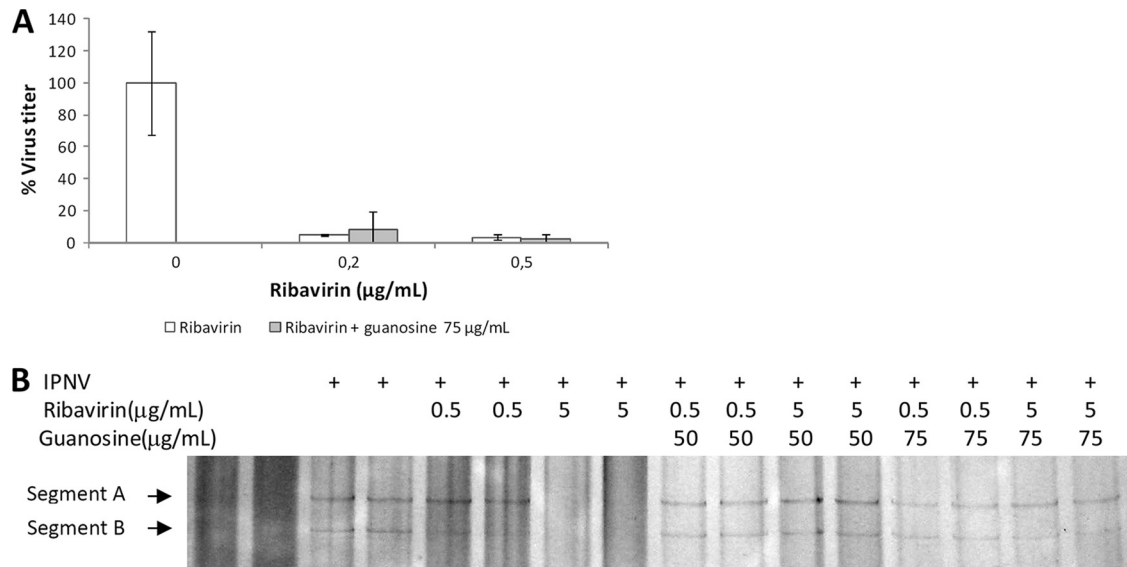 A
140
120
100
80
60
40
20
0
% Virus titer
0 0,2 0,5
Ribavirin (µg/mL)
Ribavirin Ribavirin + guanosine 75 µg/mL
B IPNV + + + + + + + + + + + + + +
Ribavirin(µg/mL) 0.5 0.5 5 5 0.5 0.5 5 5 0.5 0.5 5 5
Guanosine(µg/mL) 50 50 50 50 75 75 75 75
Segment A
Segment B